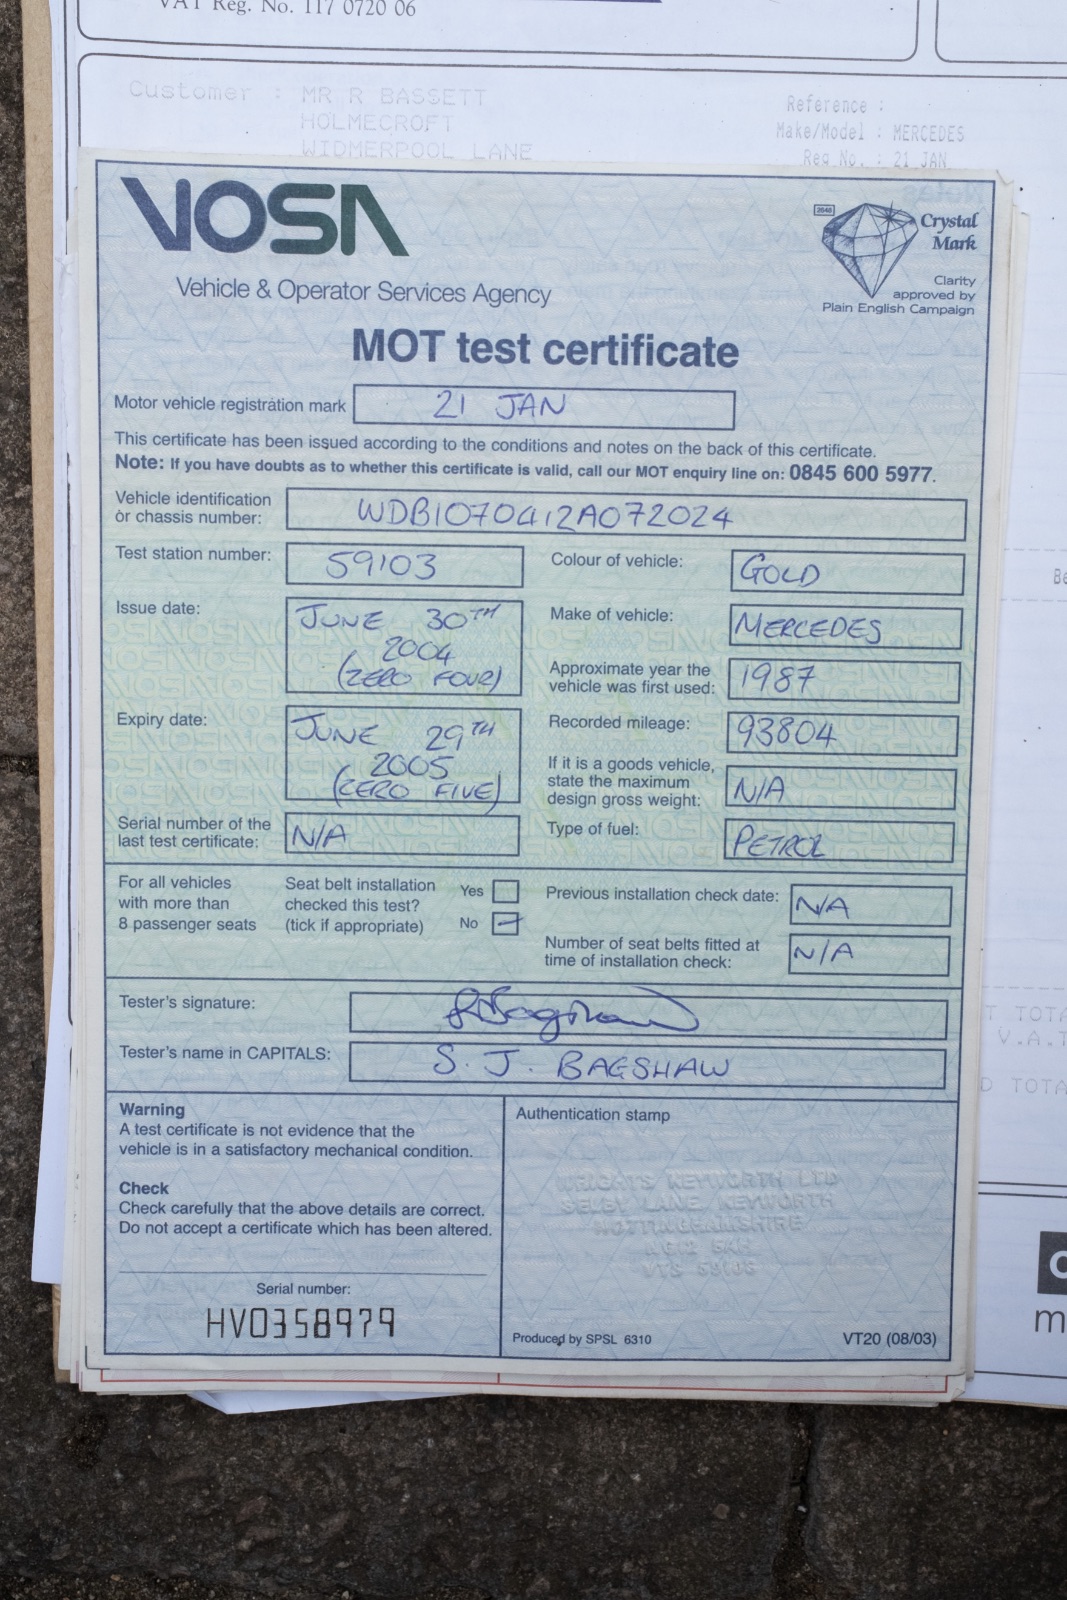 VAT Reg. No. 117 0720 06
Customer : MR R BASSETT
HOLMECROFT
WIDMERPOOL LANE
Reference :
Make/Model : MERCEDES
Reg No. : 21 JAN
VOSA
Vehicle & Operator Services Agency
Crystal
Mark
Clarity
approved by
Plain English Campaign
MOT test certificate
Motor vehicle registration mark 21 JAN
This certificate has been issued according to the conditions and notes on the back of this certificate.
Note: If you have doubts as to whether this certificate is valid, call our MOT enquiry line on: 0845 600 5977.
Vehicle identification
or chassis number: WDB1070412A072024
Test station number: 59103
Colour of vehicle: GOLD
Issue date: JUNE 30TH
2004
(ZERO FOUR)
Make of vehicle: MERCEDES
Approximate year the
vehicle was first used: 1987
Expiry date: JUNE 29TH
2005
(ZERO FIVE)
Recorded mileage: 93804
If it is a goods vehicle,
state the maximum
design gross weight: N/A
Serial number of the
last test certificate: N/A
Type of fuel: PETROL
For all vehicles
with more than
8 passenger seats
Seat belt installation
checked this test?
(tick if appropriate)
Yes
No
Previous installation check date: N/A
Number of seat belts fitted at
time of installation check: N/A
Tester's signature:
Tester's name in CAPITALS: S. J. BAGSHAW
Warning
A test certificate is not evidence that the
vehicle is in a satisfactory mechanical condition.
Check
Check carefully that the above details are correct.
Do not accept a certificate which has been altered.
Serial number:
HV0358979
Authentication stamp
WRIGHTS KEYWORTH LTD
SELBY LANE KEYWORTH
NOTTINGHAMSHIRE
VTS 59103
Produced by SPSL 6310
VT20 (08/03)
V.A.T